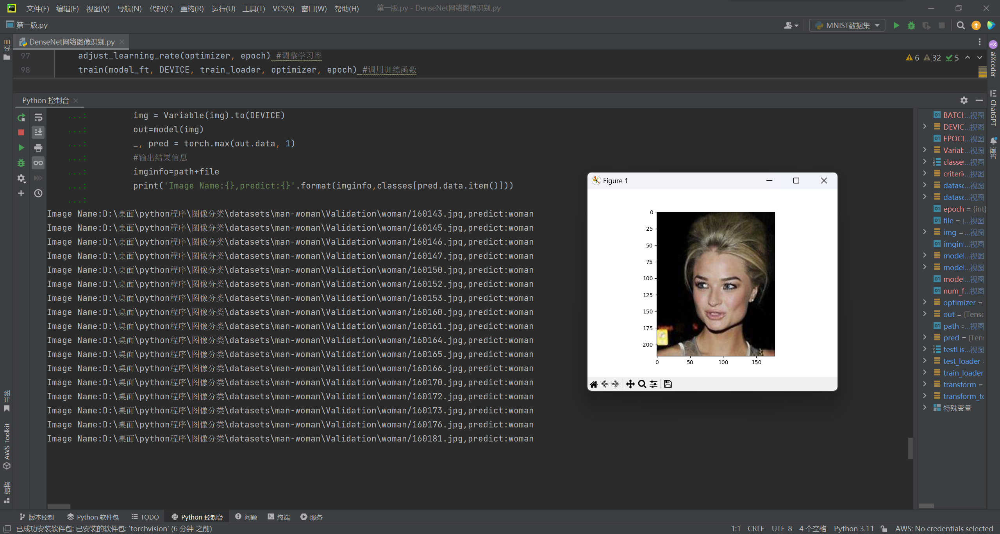 文件(F) 编辑(E) 视图(V) 导航(N) 代码(C) 重构(R) 运行(U) 工具(T) VCS(S) 窗口(W) 帮助(H) 第一版.py - DenseNet网络图像识别.py
第一版.py
MNIST数据集
项目
DenseNet网络图像识别.py
97 adjust_learning_rate(optimizer, epoch) #调整学习率
98 train(model_ft, DEVICE, train_loader, optimizer, epoch) #调用训练函数
6 32 5
Python 控制台
...: img = Variable(img).to(DEVICE)
...: out=model(img)
...: _, pred = torch.max(out.data, 1)
...: #输出结果信息
...: imginfo=path+file
...: print('Image Name:{},predict:{}'.format(imginfo,classes[pred.data.item()]))
...:
Image Name:D:\桌面\python程序\图像分类\datasets\man-woman\Validation\woman/160143.jpg,predict:woman
Image Name:D:\桌面\python程序\图像分类\datasets\man-woman\Validation\woman/160145.jpg,predict:woman
Image Name:D:\桌面\python程序\图像分类\datasets\man-woman\Validation\woman/160146.jpg,predict:woman
Image Name:D:\桌面\python程序\图像分类\datasets\man-woman\Validation\woman/160147.jpg,predict:woman
Image Name:D:\桌面\python程序\图像分类\datasets\man-woman\Validation\woman/160150.jpg,predict:woman
Image Name:D:\桌面\python程序\图像分类\datasets\man-woman\Validation\woman/160152.jpg,predict:woman
Image Name:D:\桌面\python程序\图像分类\datasets\man-woman\Validation\woman/160153.jpg,predict:woman
Image Name:D:\桌面\python程序\图像分类\datasets\man-woman\Validation\woman/160160.jpg,predict:woman
Image Name:D:\桌面\python程序\图像分类\datasets\man-woman\Validation\woman/160161.jpg,predict:woman
Image Name:D:\桌面\python程序\图像分类\datasets\man-woman\Validation\woman/160164.jpg,predict:woman
Image Name:D:\桌面\python程序\图像分类\datasets\man-woman\Validation\woman/160165.jpg,predict:woman
Image Name:D:\桌面\python程序\图像分类\datasets\man-woman\Validation\woman/160166.jpg,predict:woman
Image Name:D:\桌面\python程序\图像分类\datasets\man-woman\Validation\woman/160170.jpg,predict:woman
Image Name:D:\桌面\python程序\图像分类\datasets\man-woman\Validation\woman/160172.jpg,predict:woman
Image Name:D:\桌面\python程序\图像分类\datasets\man-woman\Validation\woman/160173.jpg,predict:woman
Image Name:D:\桌面\python程序\图像分类\datasets\man-woman\Validation\woman/160176.jpg,predict:woman
Image Name:D:\桌面\python程序\图像分类\datasets\man-woman\Validation\woman/160181.jpg,predict:woman
Figure 1
0
25
50
75
100
125
150
175
200
0 50 100 150
BATCH...视图
DEVIC...视图
EPOCH...视图
Variab...视图
classes...视图
criteri...视图
datase...视图
datase...视图
epoch = {int}
file = {...视图
img =...视图
imginf...视图
model...视图
model...视图
model...视图
num_f...视图
optimizer =
out = {Tenso
path =...视图
pred = {Tens
testLis...视图
test_loader
train_loader
transform =
transform_te
特殊变量
aiXcoder
ChatGPT
通知
书签
AWS Toolkit
结构
版本控制 Python 软件包 TODO Python 控制台 问题 终端 服务
已成功安装软件包: 已安装的软件包: 'torchvision' (6 分钟 之前)
1:1 CRLF UTF-8 4 个空格 Python 3.11 AWS: No credentials selected